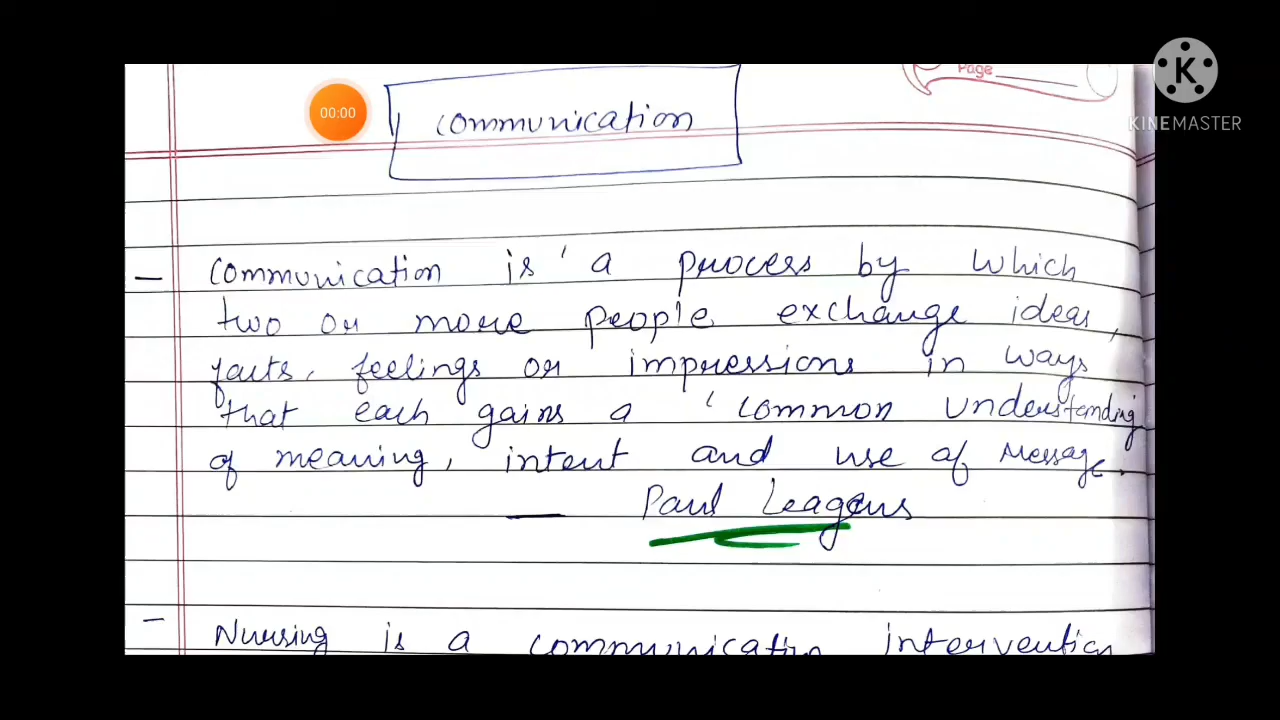 Page
K
KINEMASTER
00:00
Communication
- Communication is a process by which
two or more people exchange ideas,
facts, feelings or impressions in ways
that each gains a common understanding
of meaning, intent and use of message.
— Paul Leagans
- Nursing is a communication intervention